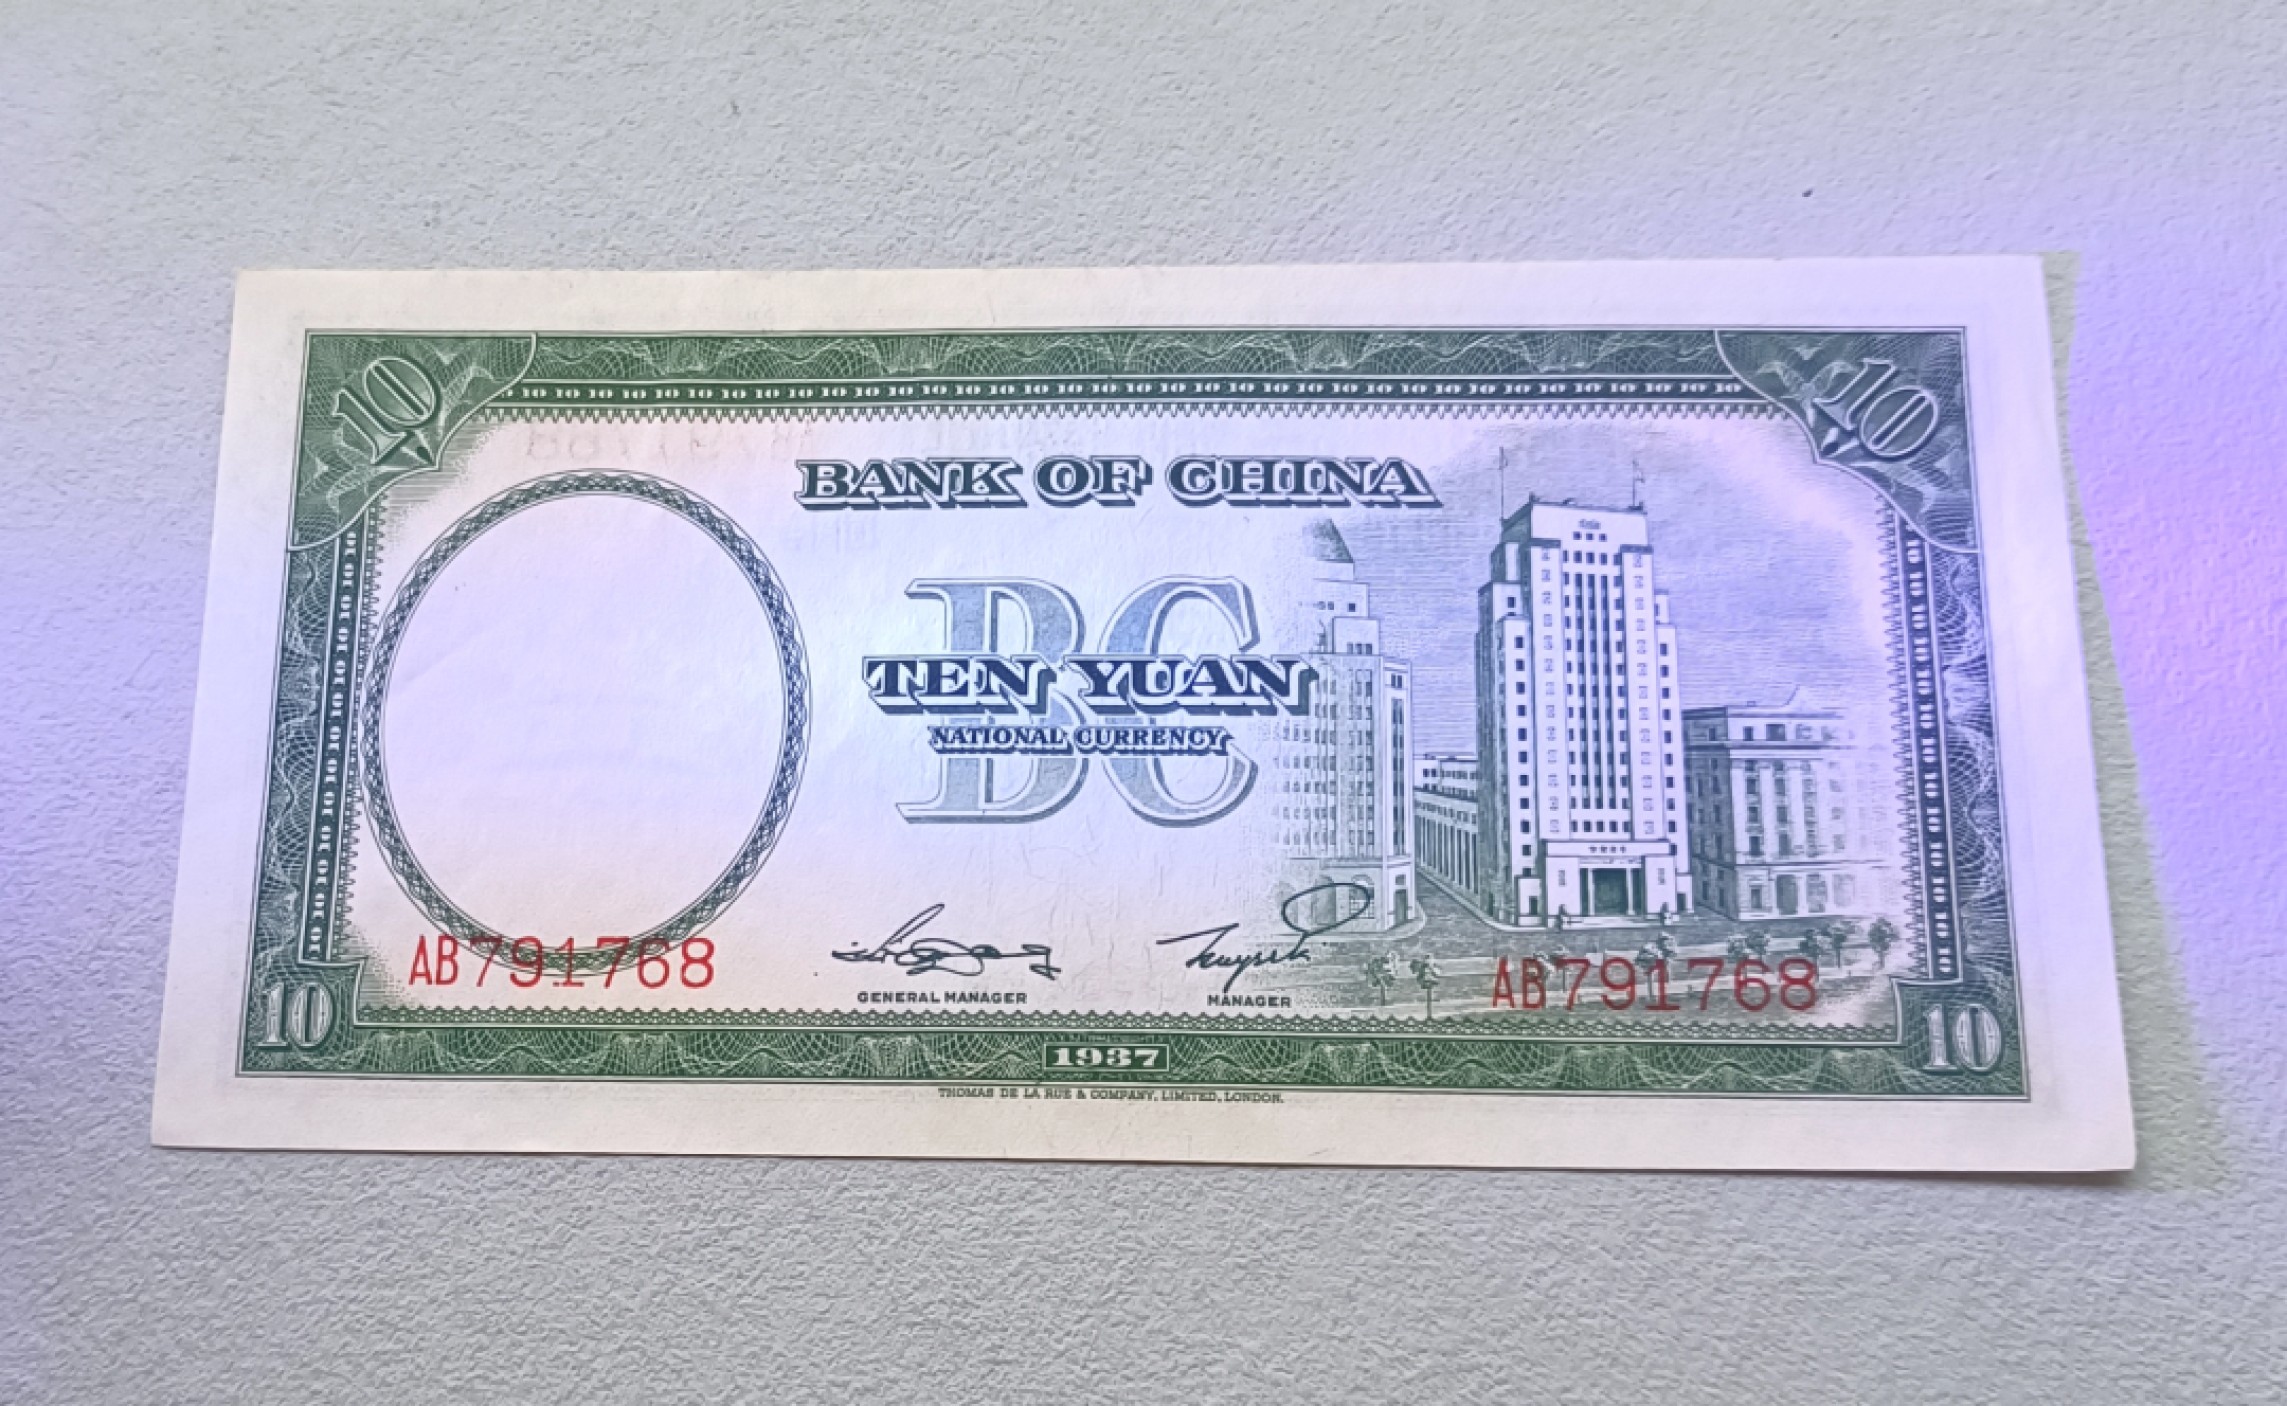 10
10
BANK OF CHINA
BC
TEN YUAN
NATIONAL CURRENCY
AB791768
GENERAL MANAGER
MANAGER
AB791768
10
1937
10
THOMAS DE LA RUE & COMPANY, LIMITED, LONDON.